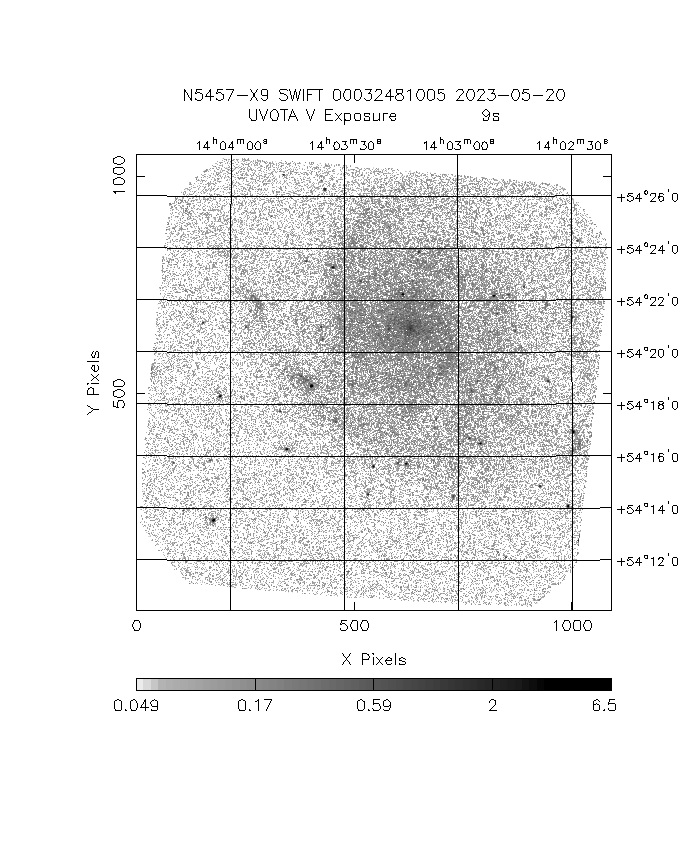 N5457-X9 SWIFT 00032481005 2023-05-20
UVOTA V Exposure 9s
14h04m00s 14h03m30s 14h03m00s 14h02m30s
1000
+54°26'0
+54°24'0
+54°22'0
+54°20'0
Y Pixels
500
+54°18'0
+54°16'0
+54°14'0
+54°12'0
0 500 1000
X Pixels
0.049 0.17 0.59 2 6.5